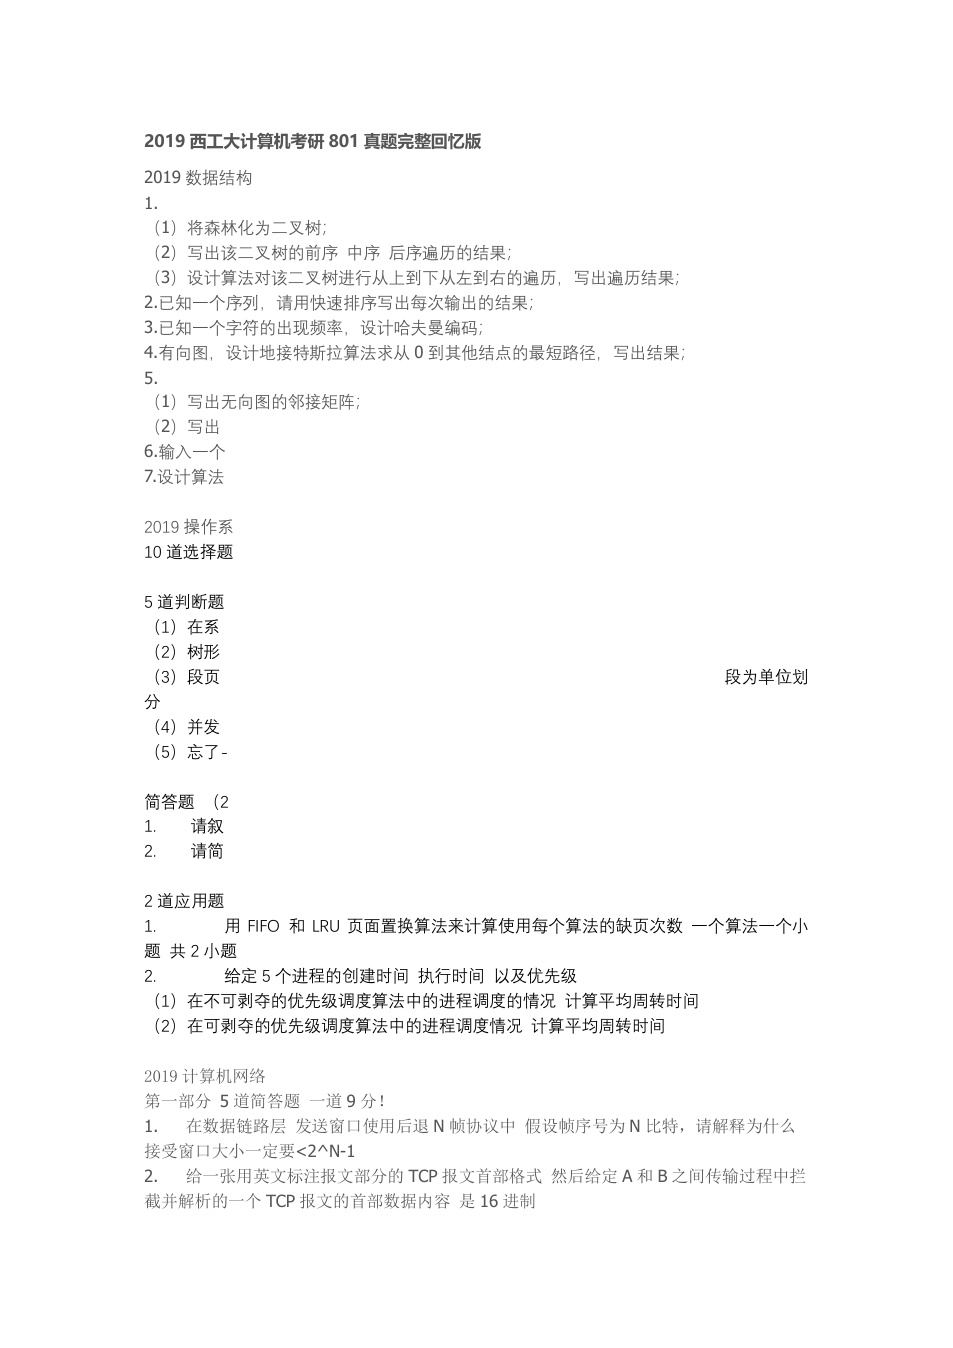 2019 西工大计算机考研 801 真题完整回忆版
2019 数据结构
1.
（1）将森林化为二叉树；
（2）写出该二叉树的前序 中序 后序遍历的结果；
（3）设计算法对该二叉树进行从上到下从左到右的遍历，写出遍历结果；
2.已知一个序列，请用快速排序写出每次输出的结果；
3.已知一个字符的出现频率，设计哈夫曼编码；
4.有向图，设计地接特斯拉算法求从 0 到其他结点的最短路径，写出结果；
5.
（1）写出无向图的邻接矩阵；
（2）写出
6.输入一个
7.设计算法
2019 操作系
10 道选择题
5 道判断题
（1）在系
（2）树形
（3）段页 段为单位划
分
（4）并发
（5）忘了-
简答题 （2
1. 请叙
2. 请简
2 道应用题
1. 用 FIFO 和 LRU 页面置换算法来计算使用每个算法的缺页次数 一个算法一个小
题 共 2 小题
2. 给定 5 个进程的创建时间 执行时间 以及优先级
（1）在不可剥夺的优先级调度算法中的进程调度的情况 计算平均周转时间
（2）在可剥夺的优先级调度算法中的进程调度情况 计算平均周转时间
2019 计算机网络
第一部分 5 道简答题 一道 9 分！
1. 在数据链路层 发送窗口使用后退 N 帧协议中 假设帧序号为 N 比特，请解释为什么
接受窗口大小一定要<2^N-1
2. 给一张用英文标注报文部分的 TCP 报文首部格式 然后给定 A 和 B 之间传输过程中拦
截并解析的一个 TCP 报文的首部数据内容 是 16 进制